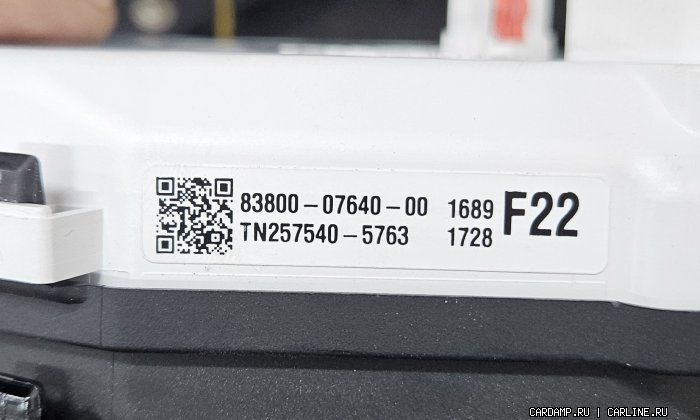 83800-07640-00 1689 F22
TN257540-5763 1728
CARDAMP.RU | CARLINE.RU